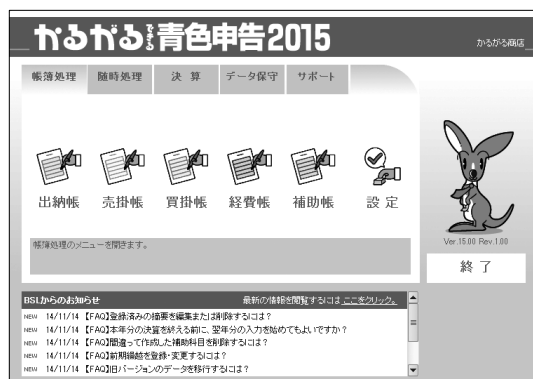 かるがるできる青色申告2015
かるがる商店
帳簿処理 随時処理 決算 データ保守 サポート
出納帳 売掛帳 買掛帳 経費帳 補助帳 設定
帳簿処理のメニューを開きます。
Ver.15.00 Rev.1.00
終了
BSLからのお知らせ 最新の情報を閲覧するにはここをクリック。
NEW 14/11/14 【FAQ】登録済みの摘要を編集または削除するには？
NEW 14/11/14 【FAQ】本年分の決算を終える前に、翌年分の入力を始めてもよいですか？
NEW 14/11/14 【FAQ】間違って作成した補助科目を削除するには？
NEW 14/11/14 【FAQ】前期繰越を登録・変更するには？
NEW 14/11/14 【FAQ】旧バージョンのデータを移行するには？